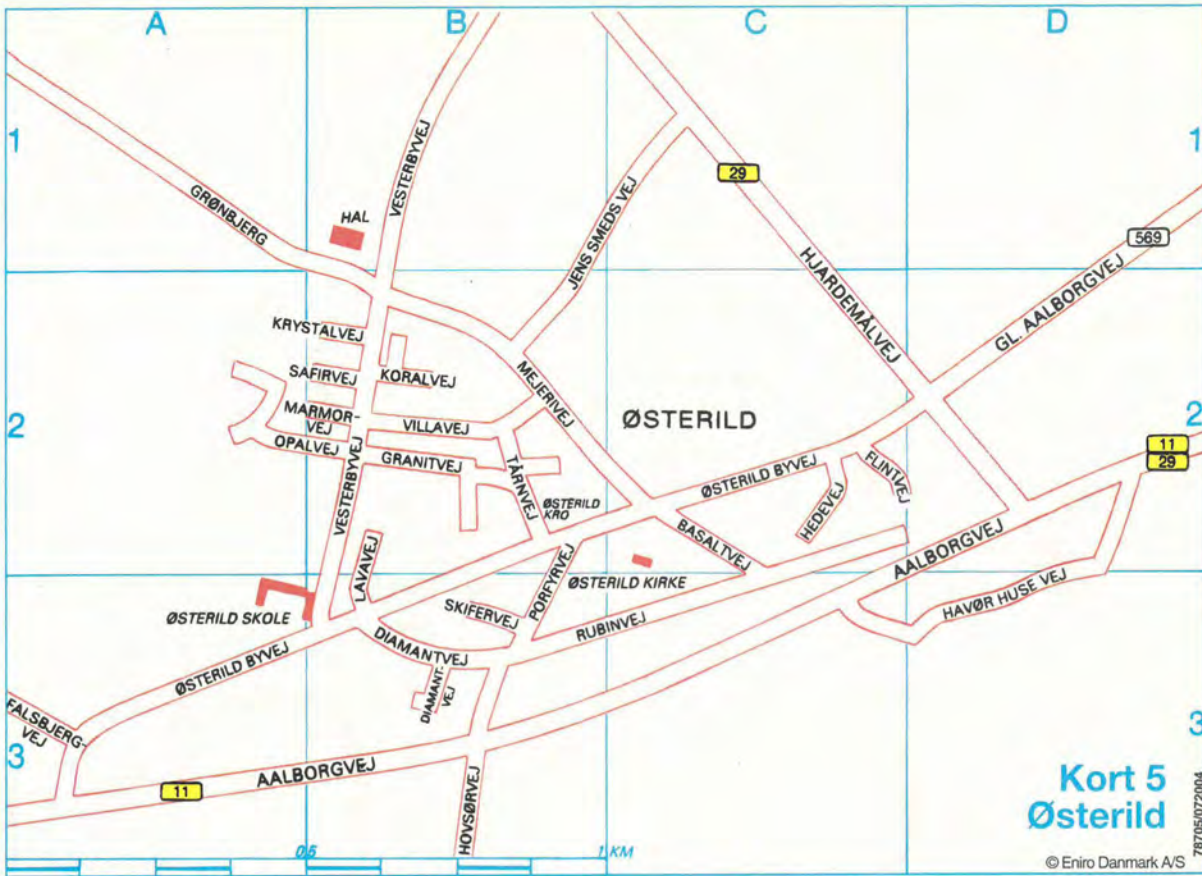 A
B
C
D
1
1
VESTERBYVEJ
GRØNBJERG
HAL
JENS SMEDS VEJ
29
HJARDEMÅLVEJ
569
GL. AALBORGVEJ
KRYSTALVEJ
SAFIRVEJ
KORALVEJ
MEJERIVEJ
MARMOR-
VEJ
VILLAVEJ
ØSTERILD
2
2
OPALVEJ
GRANITVEJ
TÅRNVEJ
VESTERBYVEJ
ØSTERILD
KRO
ØSTERILD BYVEJ
HEDEVEJ
FLINTVEJ
11
29
BASALTVEJ
AALBORGVEJ
LAVAVEJ
PORFYRVEJ
ØSTERILD KIRKE
HAVØR HUSE VEJ
ØSTERILD SKOLE
SKIFERVEJ
RUBINVEJ
DIAMANTVEJ
ØSTERILD BYVEJ
DIAMANT-
VEJ
FALSBJERG-
VEJ
3
3
AALBORGVEJ
11
HOVSØRVEJ
Kort 5
Østerild
0,5
1 KM
78705/072004
© Eniro Danmark A/S